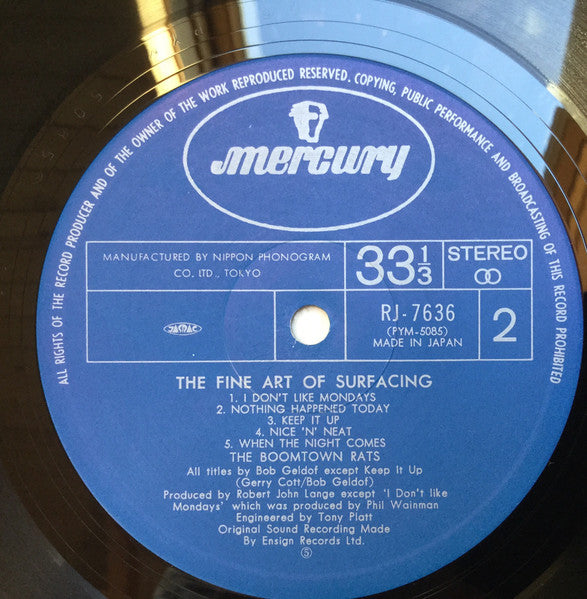 ALL RIGHTS OF THE RECORD PRODUCER AND OF THE OWNER OF THE WORK REPRODUCED RESERVED. COPYING, PUBLIC PERFORMANCE AND BROADCASTING OF THIS RECORD PROHIBITED
mercury
MANUFACTURED BY NIPPON PHONOGRAM
CO. LTD., TOKYO
33 1/3
STEREO
JASRAC
RJ-7636
(PYM-5085)
MADE IN JAPAN
2
THE FINE ART OF SURFACING
1. I DON'T LIKE MONDAYS
2. NOTHING HAPPENED TODAY
3. KEEP IT UP
4. NICE 'N' NEAT
5. WHEN THE NIGHT COMES
THE BOOMTOWN RATS
All titles by Bob Geldof except Keep It Up
(Gerry Cott/Bob Geldof)
Produced by Robert John Lange except 'I Don't like
Mondays' which was produced by Phil Wainman
Engineered by Tony Platt
Original Sound Recording Made
By Ensign Records Ltd.
⑤